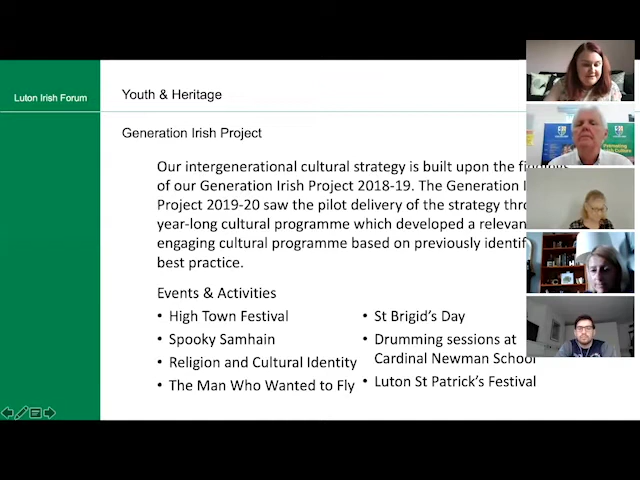 Luton Irish Forum
Youth & Heritage
Generation Irish Project
Our intergenerational cultural strategy is built upon the
of our Generation Irish Project 2018-19. The Generation
Project 2019-20 saw the pilot delivery of the strategy
year-long cultural programme which developed a
engaging cultural programme based on previously
best practice.
Events & Activities
• High Town Festival
• Spooky Samhain
• Religion and Cultural Identity
• The Man Who Wanted to Fly
• St Brigid's Day
• Drumming sessions at
Cardinal Newman School
• Luton St Patrick's Festival